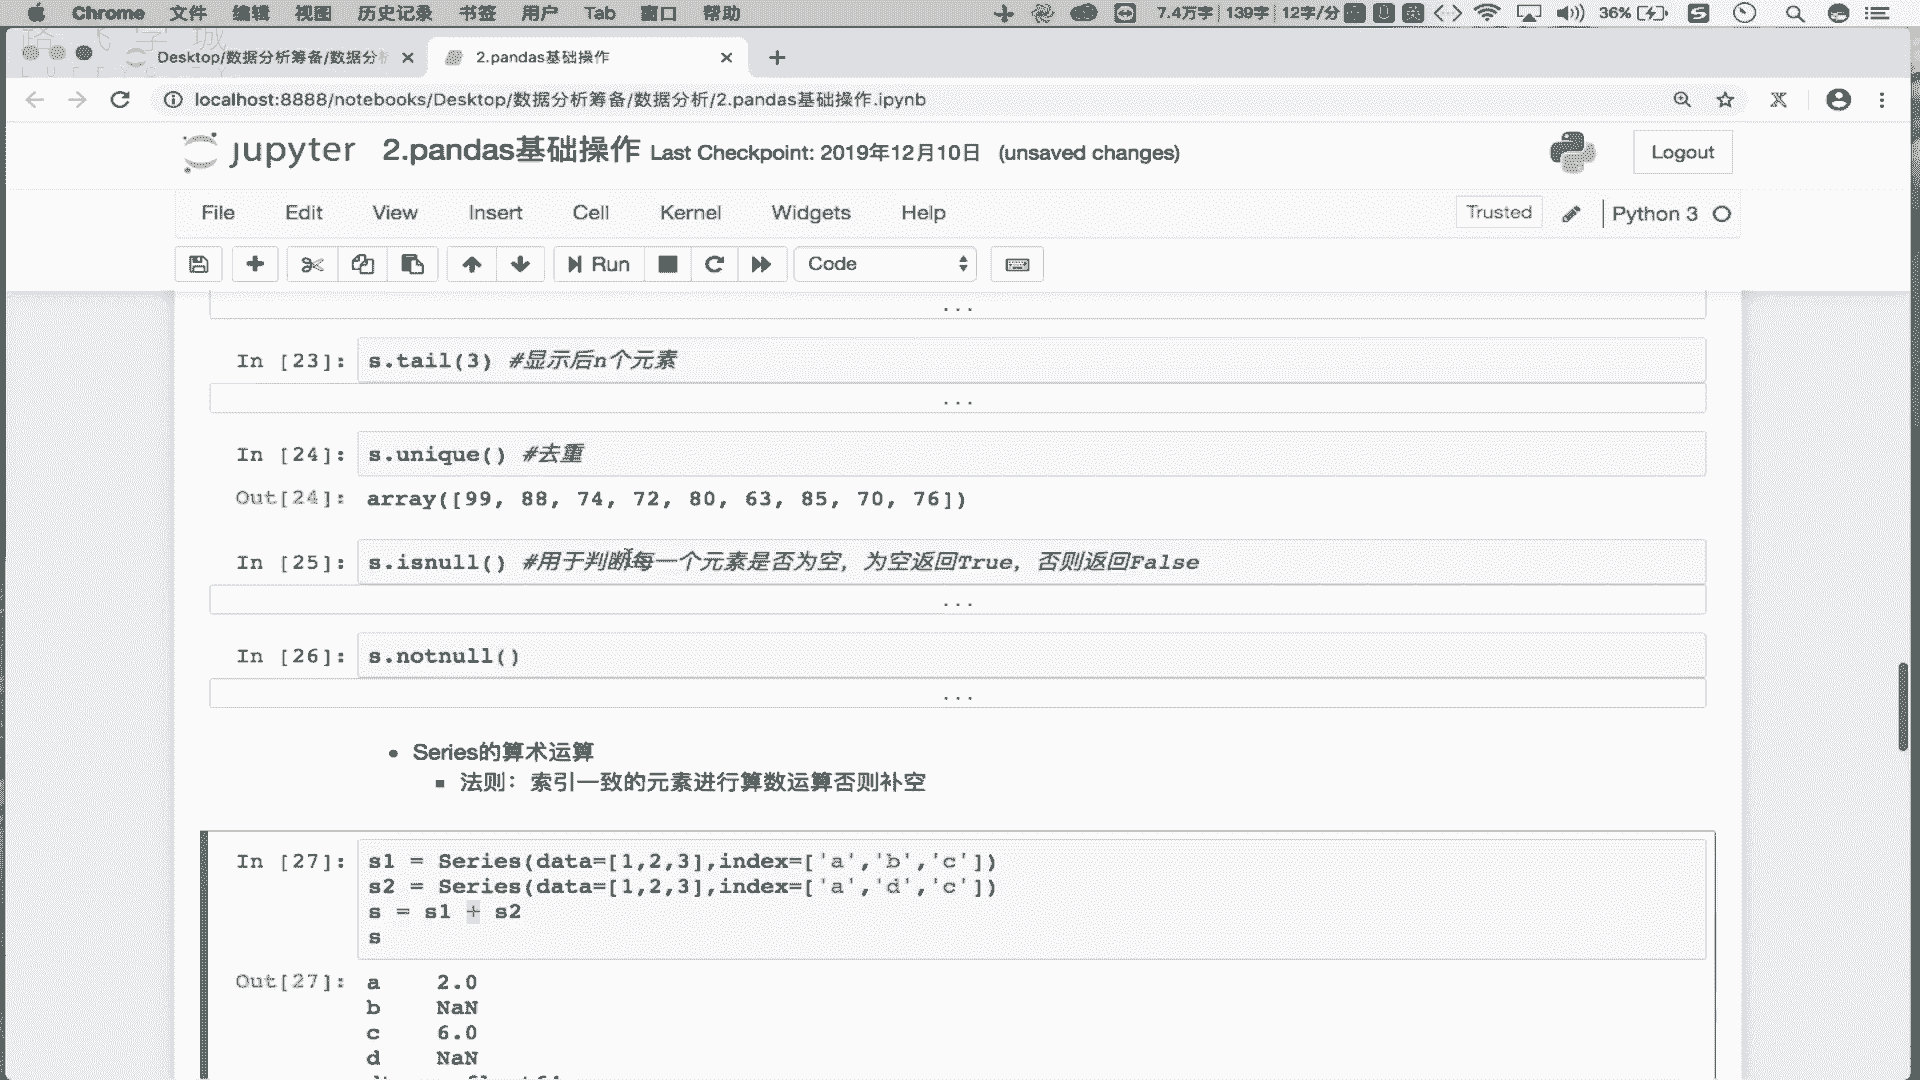 Chrome 文件 编辑 视图 历史记录 书签 用户 Tab 窗口 帮助 7.4万字 139字 12字/分 36%
Desktop/数据分析筹备/数据分析
2.pandas基础操作
localhost:8888/notebooks/Desktop/数据分析筹备/数据分析/2.pandas基础操作.ipynb
jupyter 2.pandas基础操作 Last Checkpoint: 2019年12月10日 (unsaved changes)
Logout
File Edit View Insert Cell Kernel Widgets Help
Trusted Python 3
Run Code
...
In [23]: s.tail(3) #显示后n个元素
...
In [24]: s.unique() #去重
Out[24]: array([99, 88, 74, 72, 80, 63, 85, 70, 76])
In [25]: s.isnull() #用于判断每一个元素是否为空，为空返回True，否则返回False
...
In [26]: s.notnull()
...
• Series的算术运算
▪ 法则：索引一致的元素进行算数运算否则补空
In [27]: s1 = Series(data=[1,2,3],index=['a','b','c'])
s2 = Series(data=[1,2,3],index=['a','d','c'])
s = s1 + s2
s
Out[27]: a 2.0
b NaN
c 6.0
d NaN